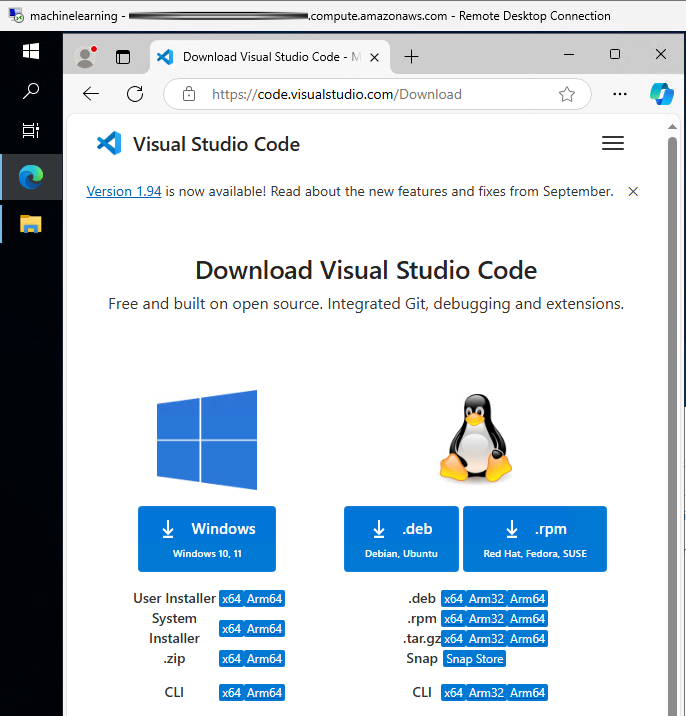 machinelearning - .compute.amazonaws.com - Remote Desktop Connection
Download Visual Studio Code - M
https://code.visualstudio.com/Download
Visual Studio Code
Version 1.94 is now available! Read about the new features and fixes from September.
Download Visual Studio Code
Free and built on open source. Integrated Git, debugging and extensions.
Windows
Windows 10, 11
.deb
Debian, Ubuntu
.rpm
Red Hat, Fedora, SUSE
User Installer x64 Arm64
System
Installer x64 Arm64
.zip x64 Arm64
CLI x64 Arm64
.deb x64 Arm32 Arm64
.rpm x64 Arm32 Arm64
.tar.gz x64 Arm32 Arm64
Snap Snap Store
CLI x64 Arm32 Arm64